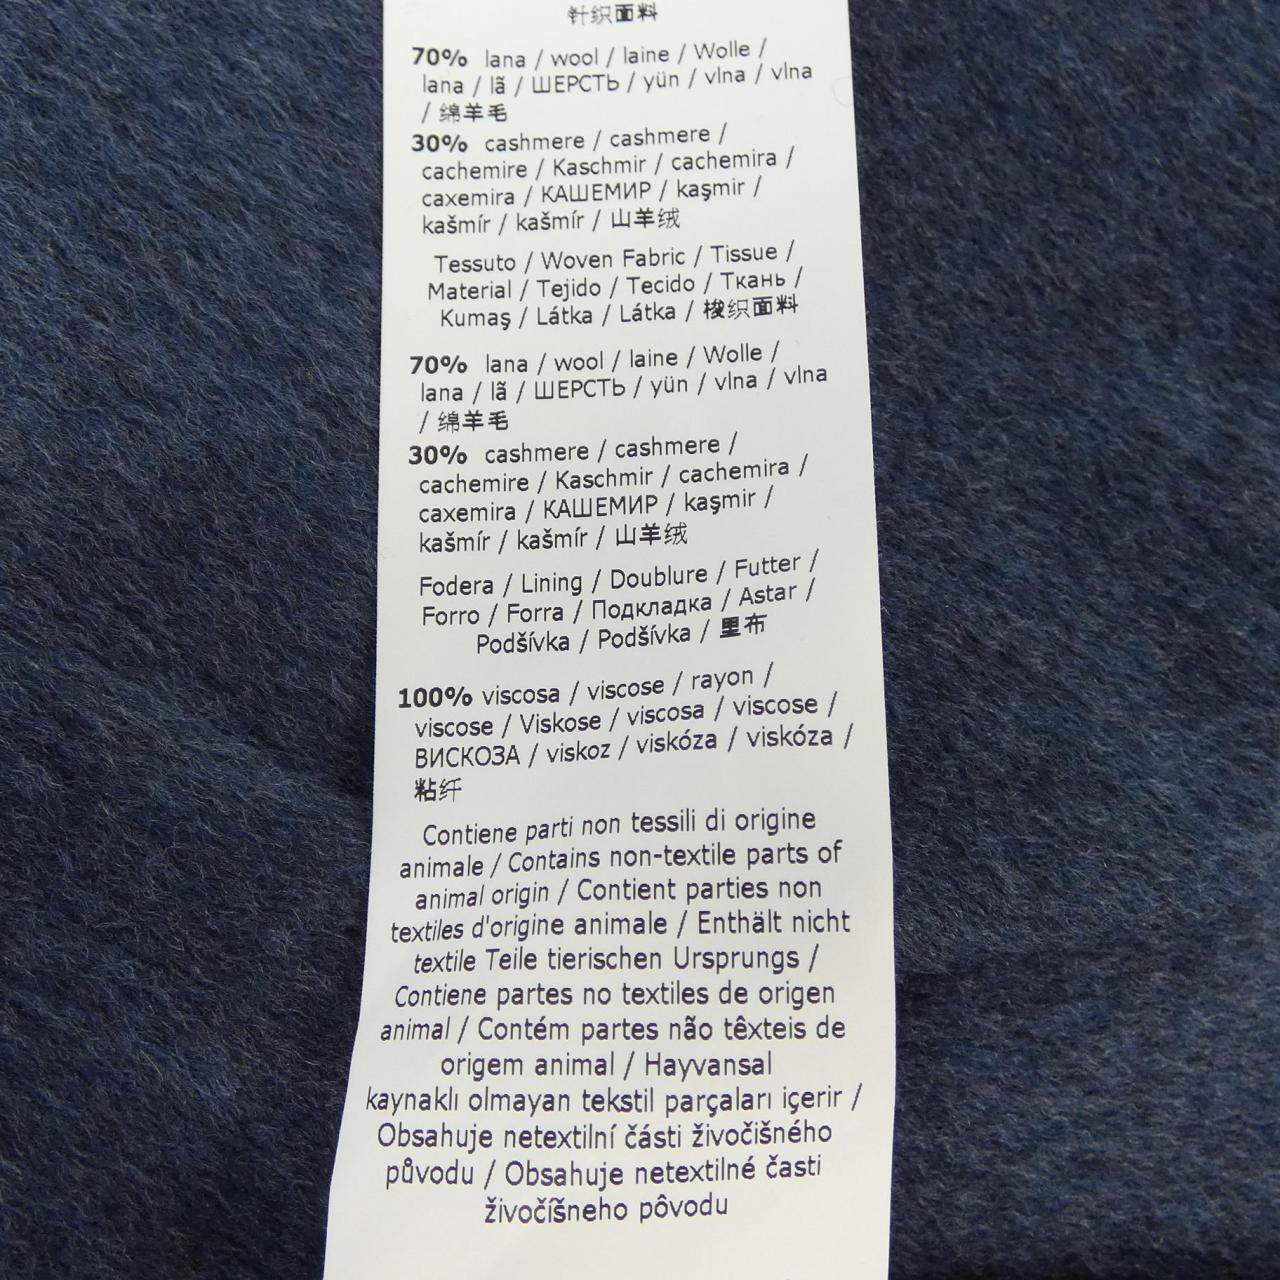 针织面料
70% lana / wool / laine / Wolle /
lana / lã / ШЕРСТЬ / yün / vlna / vlna
/ 绵羊毛
30% cashmere / cashmere /
cachemire / Kaschmir / cachemira /
caxemira / КАШЕМИР / kaşmir /
kašmír / kašmír / 山羊绒
Tessuto / Woven Fabric / Tissue /
Material / Tejido / Tecido / Ткань /
Kumaş / Látka / Látka / 梭织面料
70% lana / wool / laine / Wolle /
lana / lã / ШЕРСТЬ / yün / vlna / vlna
/ 绵羊毛
30% cashmere / cashmere /
cachemire / Kaschmir / cachemira /
caxemira / КАШЕМИР / kaşmir /
kašmír / kašmír / 山羊绒
Fodera / Lining / Doublure / Futter /
Forro / Forra / Подкладка / Astar /
Podšívka / Podšívka / 里布
100% viscosa / viscose / rayon /
viscose / Viskose / viscosa / viscose /
ВИСКОЗА / viskoz / viskóza / viskóza /
粘纤
Contiene parti non tessili di origine
animale / Contains non-textile parts of
animal origin / Contient parties non
textiles d'origine animale / Enthält nicht
textile Teile tierischen Ursprungs /
Contiene partes no textiles de origen
animal / Contém partes não têxteis de
origem animal / Hayvansal
kaynaklı olmayan tekstil parçaları içerir /
Obsahuje netextilní části živočišného
původu / Obsahuje netextilné časti
živočíšneho pôvodu